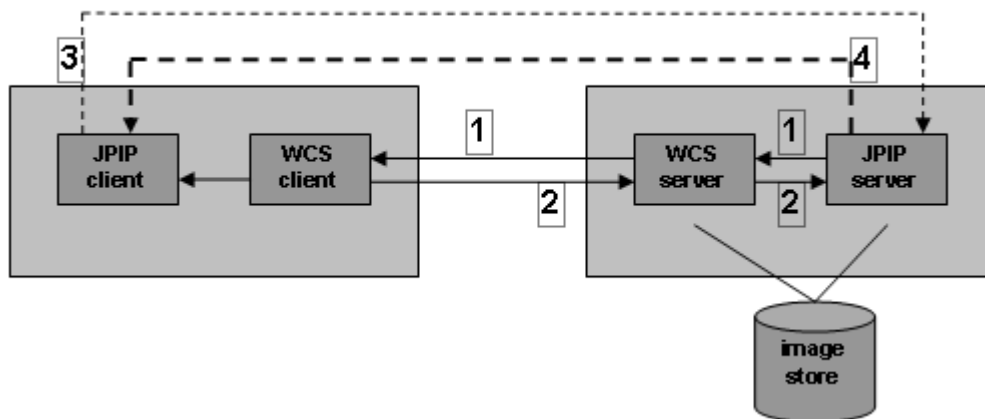 3
4
1
1
JPIP
client
WCS
client
WCS
server
JPIP
server
2
2
image
store